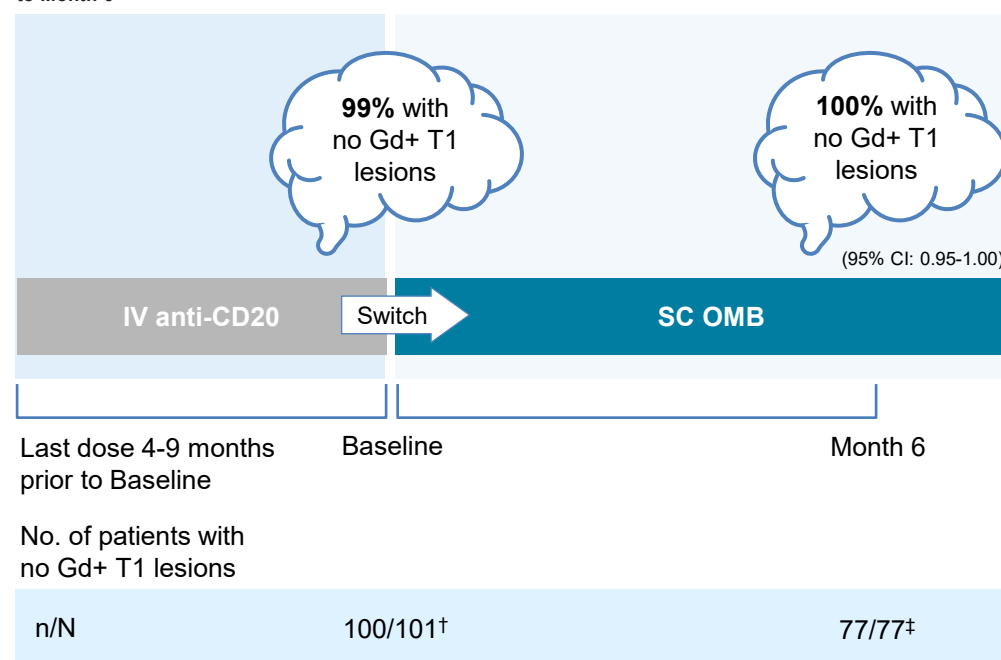 99% with
no Gd+ T1
lesions
100% with
no Gd+ T1
lesions
(95% CI: 0.95-1.00)
IV anti-CD20
Switch
SC OMB
Last dose 4-9 months
prior to Baseline
Baseline
Month 6
No. of patients with
no Gd+ T1 lesions
n/N
100/101†
77/77‡